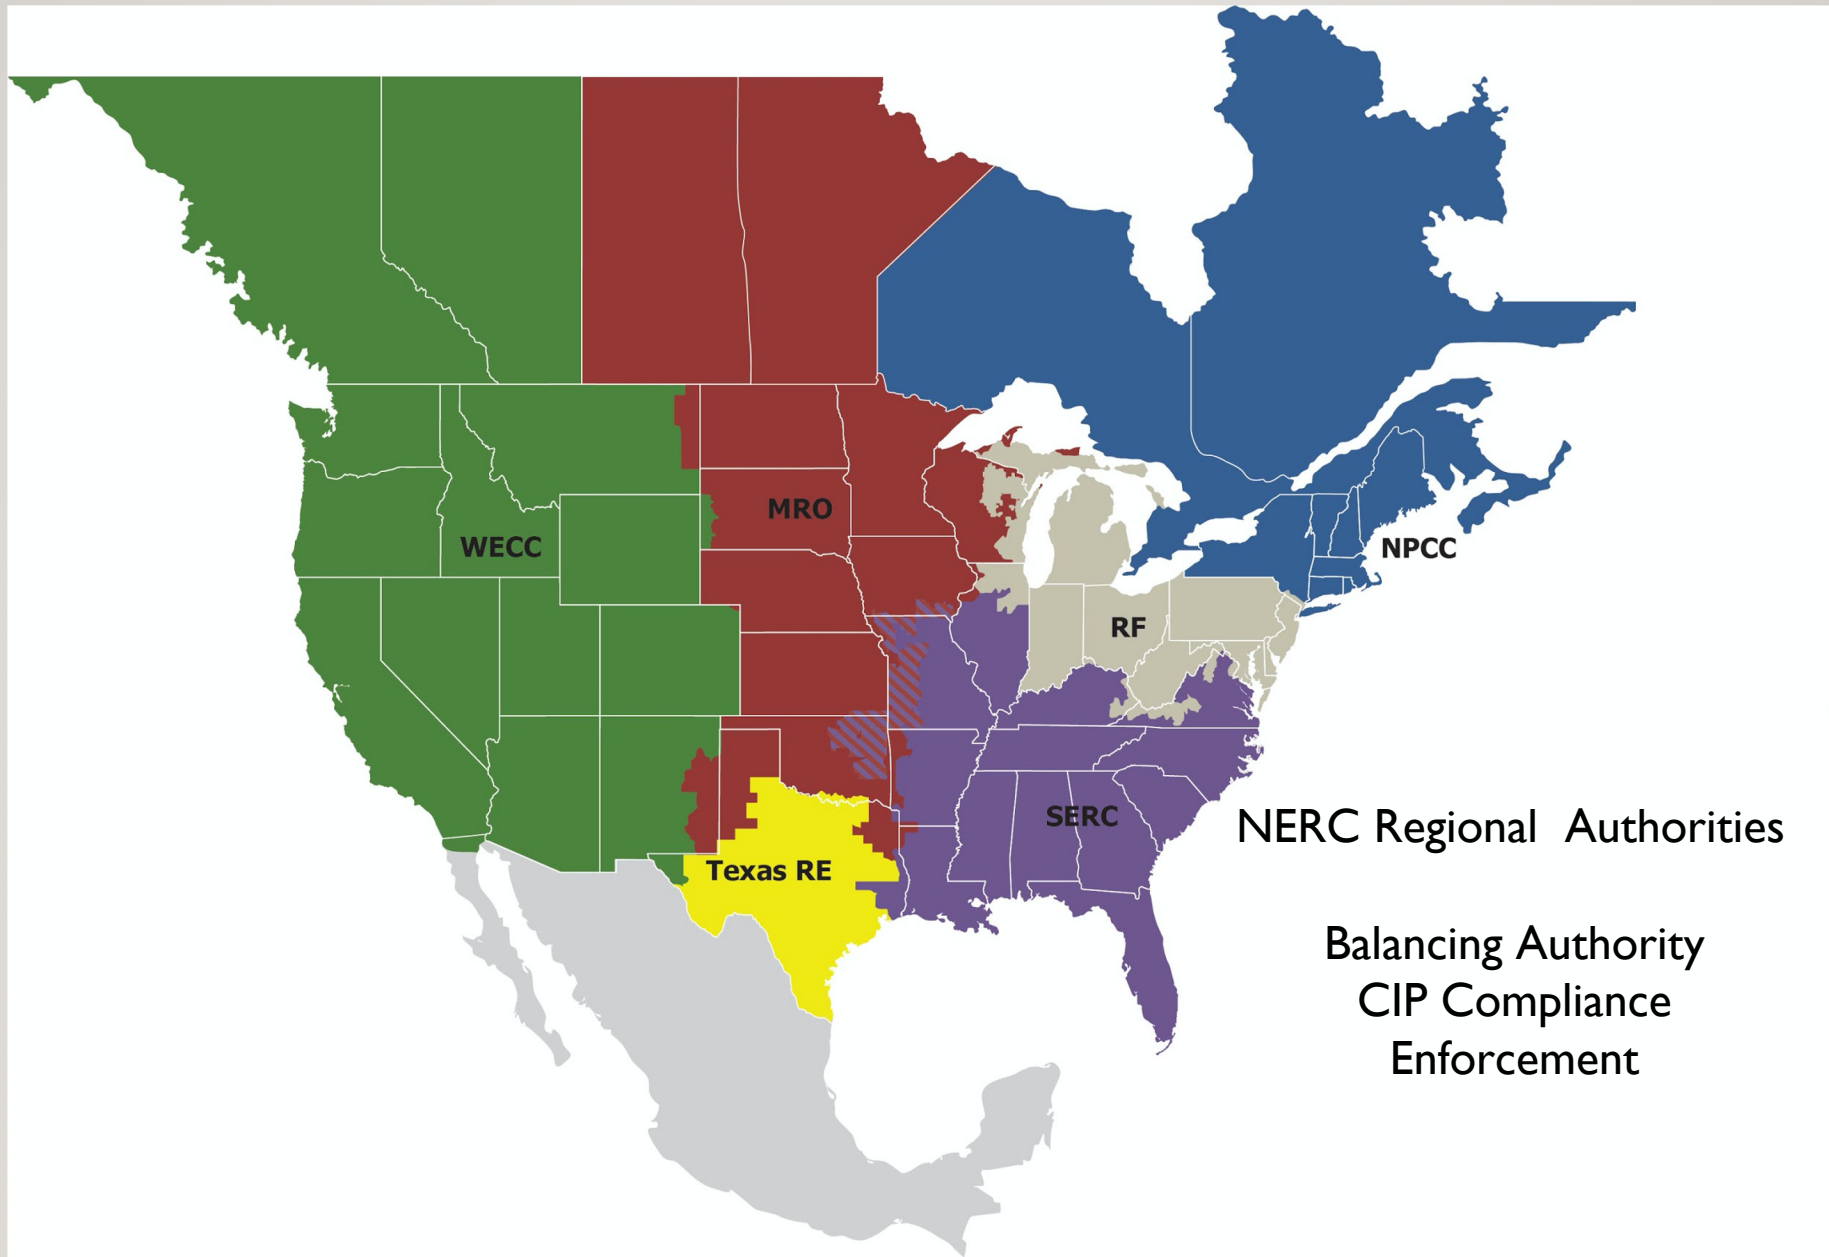 MRO
WECC
NPCC
RF
SERC
Texas RE
NERC Regional  Authorities
Balancing Authority
CIP Compliance
Enforcement